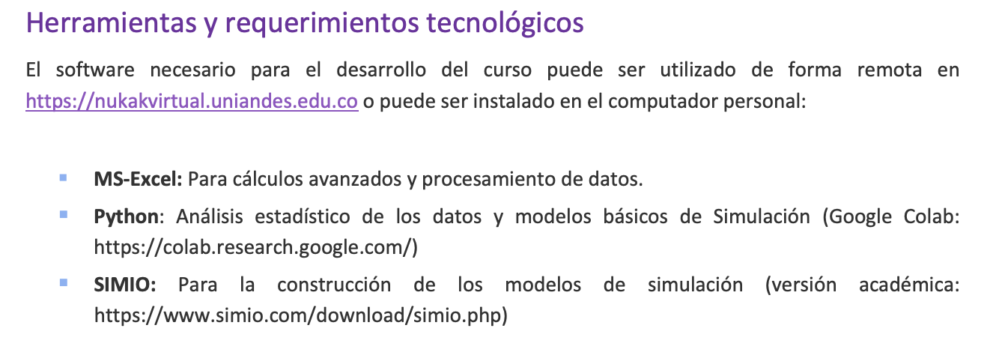 Herramientas y requerimientos tecnológicos
El software necesario para el desarrollo del curso puede ser utilizado de forma remota en
https://nukakvirtual.uniandes.edu.co o puede ser instalado en el computador personal:
▪ MS-Excel: Para cálculos avanzados y procesamiento de datos.
▪ Python: Análisis estadístico de los datos y modelos básicos de Simulación (Google Colab:
https://colab.research.google.com/)
▪ SIMIO: Para la construcción de los modelos de simulación (versión académica:
https://www.simio.com/download/simio.php)